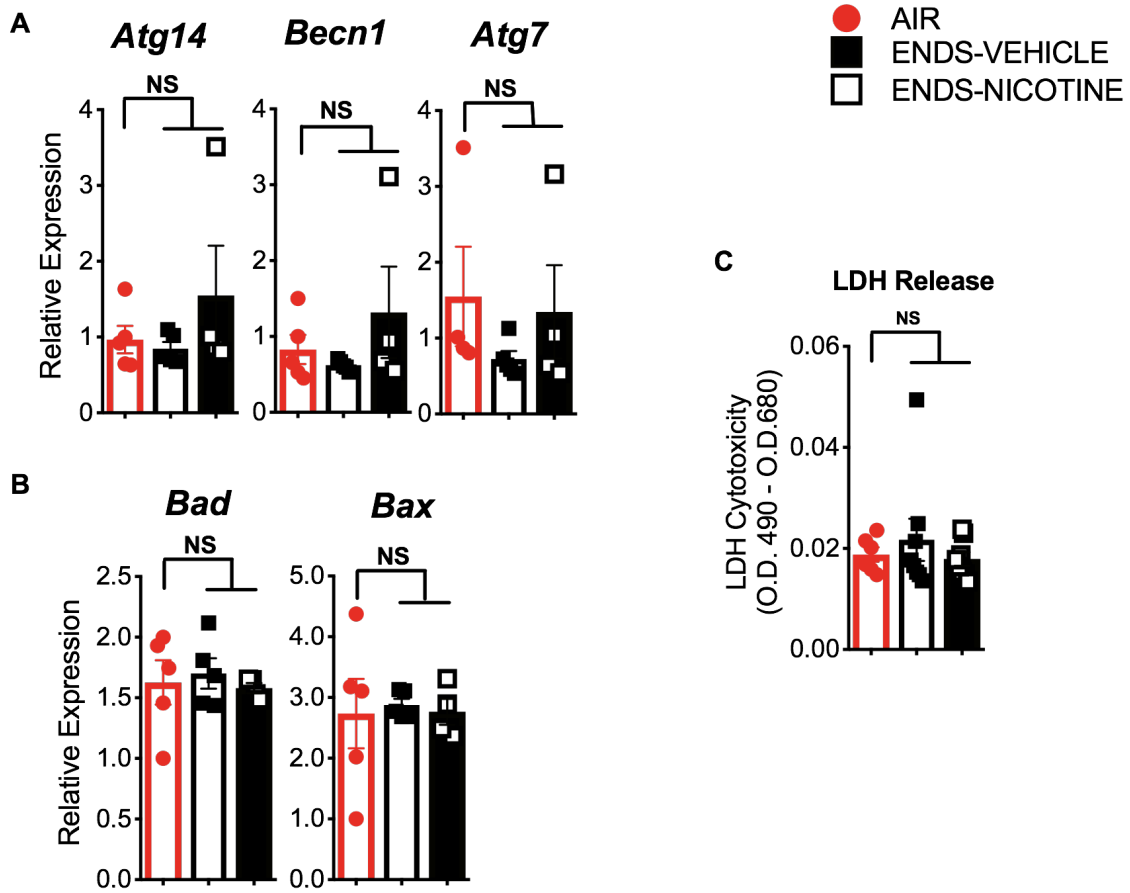 A
Atg14
Becn1
Atg7
AIR
ENDS-VEHICLE
ENDS-NICOTINE
NS
NS
NS
Relative Expression
4
3
2
1
0
4
3
2
1
0
4
3
2
1
0
C
LDH Release
NS
LDH Cytotoxicity
(O.D. 490 - O.D.680)
0.06
0.04
0.02
0.00
B
Bad
Bax
NS
NS
Relative Expression
2.5
2.0
1.5
1.0
0.5
0.0
5.0
4.0
3.0
2.0
1.0
0.0